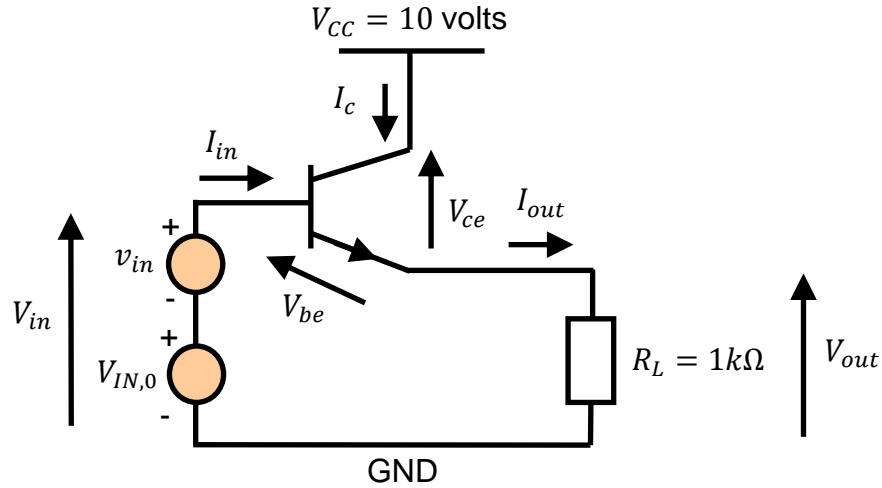 V_CC = 10 volts
I_c
I_in
V_ce
I_out
+
v_in
-
V_be
V_in
+
V_IN,0
-
R_L = 1kΩ
V_out
GND